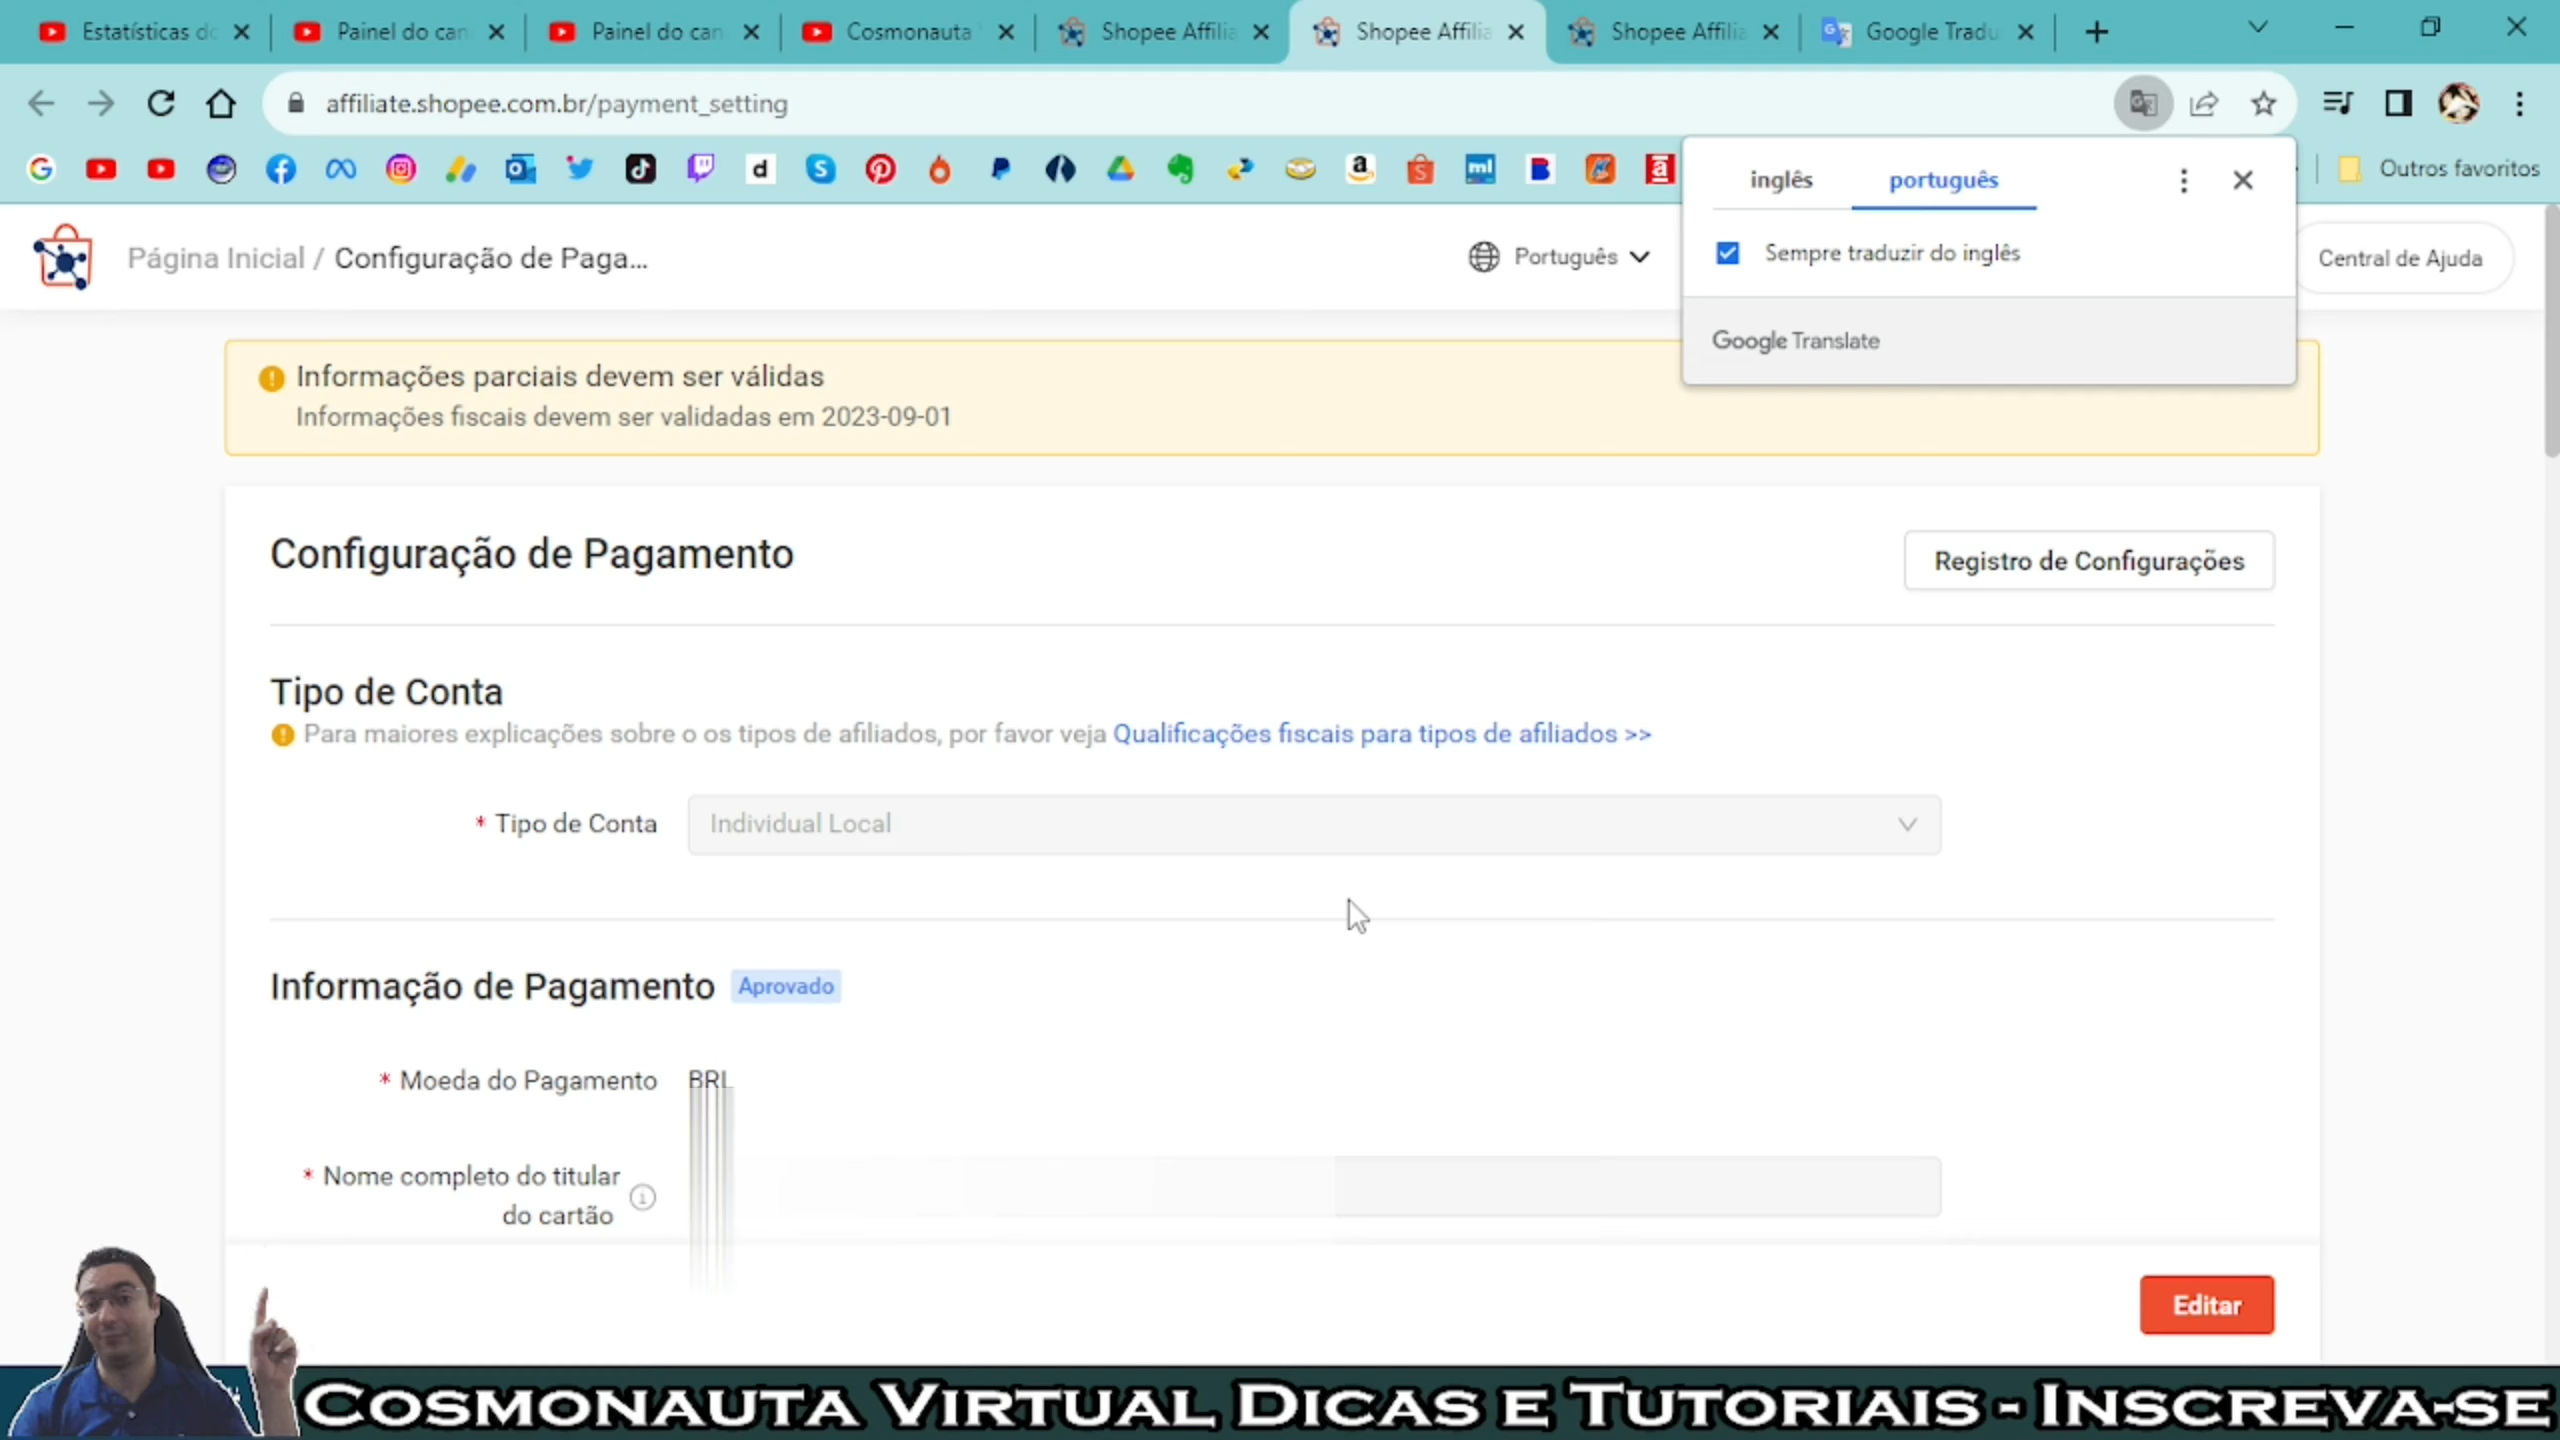 Estatísticas do
Painel do can
Painel do can
Cosmonauta
Shopee Affilia
Shopee Affilia
Shopee Affilia
Google Tradu
affiliate.shopee.com.br/payment_setting
d
a
ml
B
ā
Outros favoritos
inglês
português
Sempre traduzir do inglês
Google Translate
Página Inicial / Configuração de Paga...
Português
Central de Ajuda
Informações parciais devem ser válidas
Informações fiscais devem ser validadas em 2023-09-01
Configuração de Pagamento
Registro de Configurações
Tipo de Conta
Para maiores explicações sobre o os tipos de afiliados, por favor veja Qualificações fiscais para tipos de afiliados >>
* Tipo de Conta
Individual Local
Informação de Pagamento
Aprovado
* Moeda do Pagamento
BRL
* Nome completo do titular
do cartão
Editar
Cosmonauta Virtual Dicas e Tutoriais - Inscreva-se